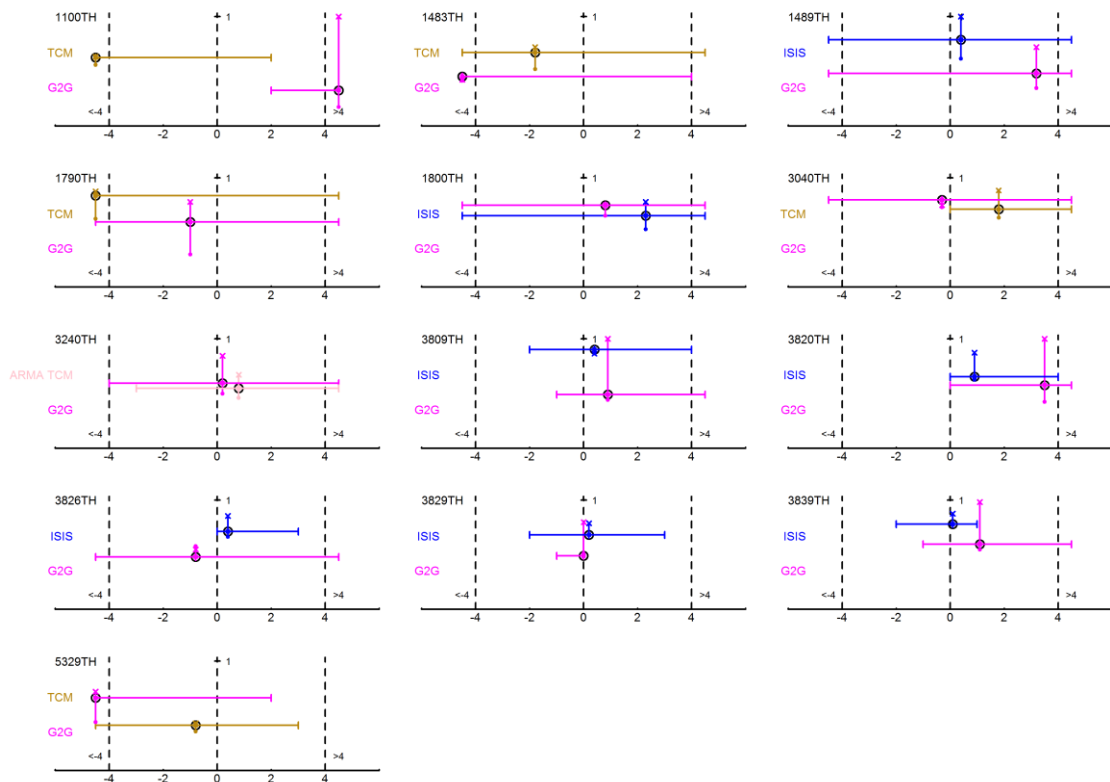 1100TH
1
TCM
G2G
<-4
>4
-4 -2 0 2 4
1483TH
1
TCM
G2G
<-4
>4
-4 -2 0 2 4
1489TH
1
ISIS
G2G
<-4
>4
-4 -2 0 2 4
1790TH
1
TCM
G2G
<-4
>4
-4 -2 0 2 4
1800TH
1
ISIS
G2G
<-4
>4
-4 -2 0 2 4
3040TH
1
TCM
G2G
<-4
>4
-4 -2 0 2 4
3240TH
1
ARMA TCM
G2G
<-4
>4
-4 -2 0 2 4
3809TH
1
ISIS
G2G
<-4
>4
-4 -2 0 2 4
3820TH
1
ISIS
G2G
<-4
>4
-4 -2 0 2 4
3826TH
1
ISIS
G2G
<-4
>4
-4 -2 0 2 4
3829TH
1
ISIS
G2G
<-4
>4
-4 -2 0 2 4
3839TH
1
ISIS
G2G
<-4
>4
-4 -2 0 2 4
5329TH
1
TCM
G2G
<-4
>4
-4 -2 0 2 4